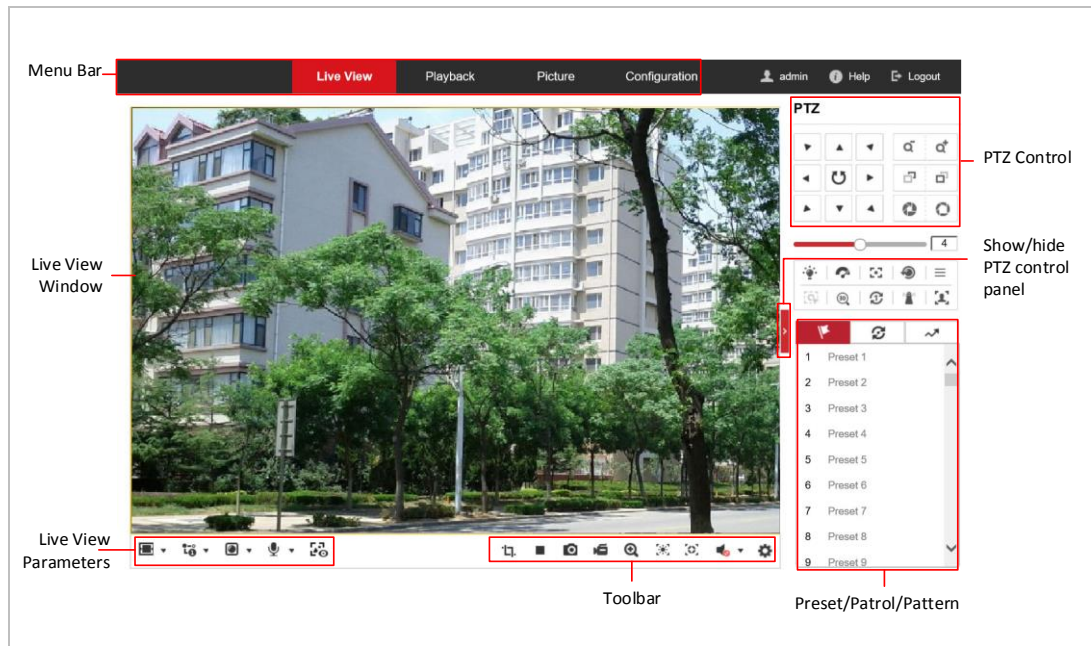 Menu Bar
Live View Playback Picture Configuration admin Help Logout
PTZ
PTZ Control
4
Show/hide
PTZ control
panel
Live View
Window
1 Preset 1
2 Preset 2
3 Preset 3
4 Preset 4
5 Preset 5
6 Preset 6
7 Preset 7
8 Preset 8
9 Preset 9
Live View
Parameters
Toolbar
Preset/Patrol/Pattern